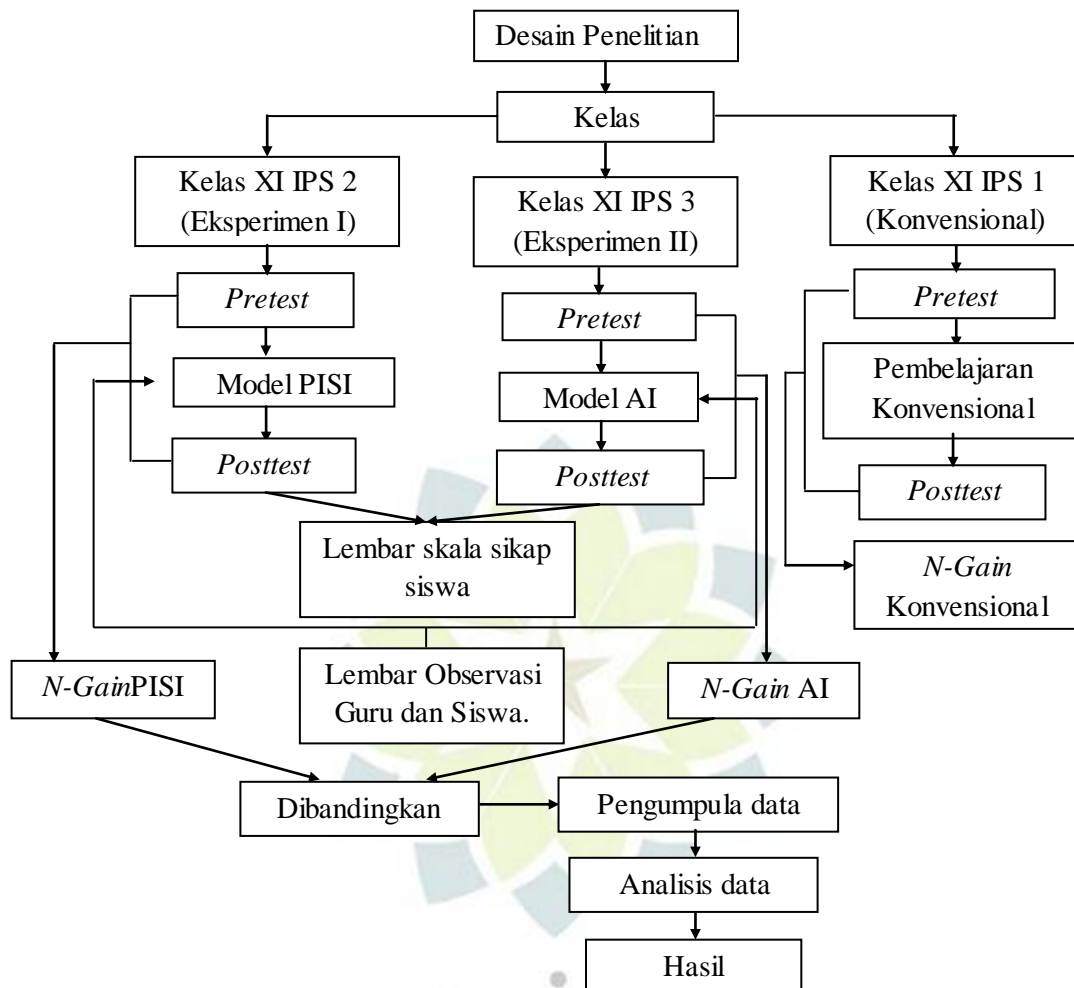 Desain Penelitian
Kelas
Kelas XI IPS 2
(Eksperimen I)
Kelas XI IPS 3
(Eksperimen II)
Kelas XI IPS 1
(Konvensional)
Pretest
Pretest
Pretest
Model PISI
Model AI
Pembelajaran
Konvensional
Posttest
Posttest
Posttest
Lembar skala sikap
siswa
N-Gain
Konvensional
N-GainPISI
Lembar Observasi
Guru dan Siswa.
N-Gain AI
Dibandingkan
Pengumpula data
Analisis data
Hasil